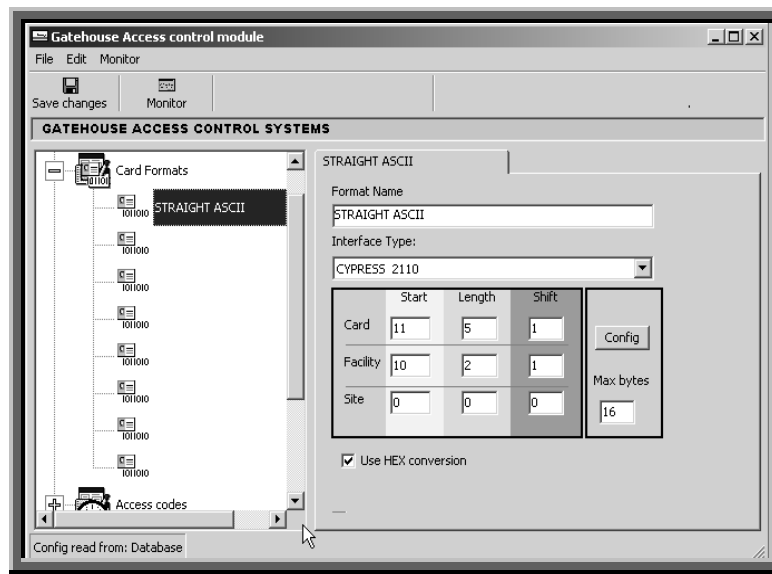 Gatehouse Access control module
File Edit Monitor
Save changes Monitor
GATEHOUSE ACCESS CONTROL SYSTEMS
Card Formats
STRAIGHT ASCII
Access codes
STRAIGHT ASCII
Format Name
STRAIGHT ASCII
Interface Type:
CYPRESS 2110
Start Length Shift
Card 11 5 1
Facility 10 2 1
Site 0 0 0
Config
Max bytes
16
Use HEX conversion
Config read from: Database